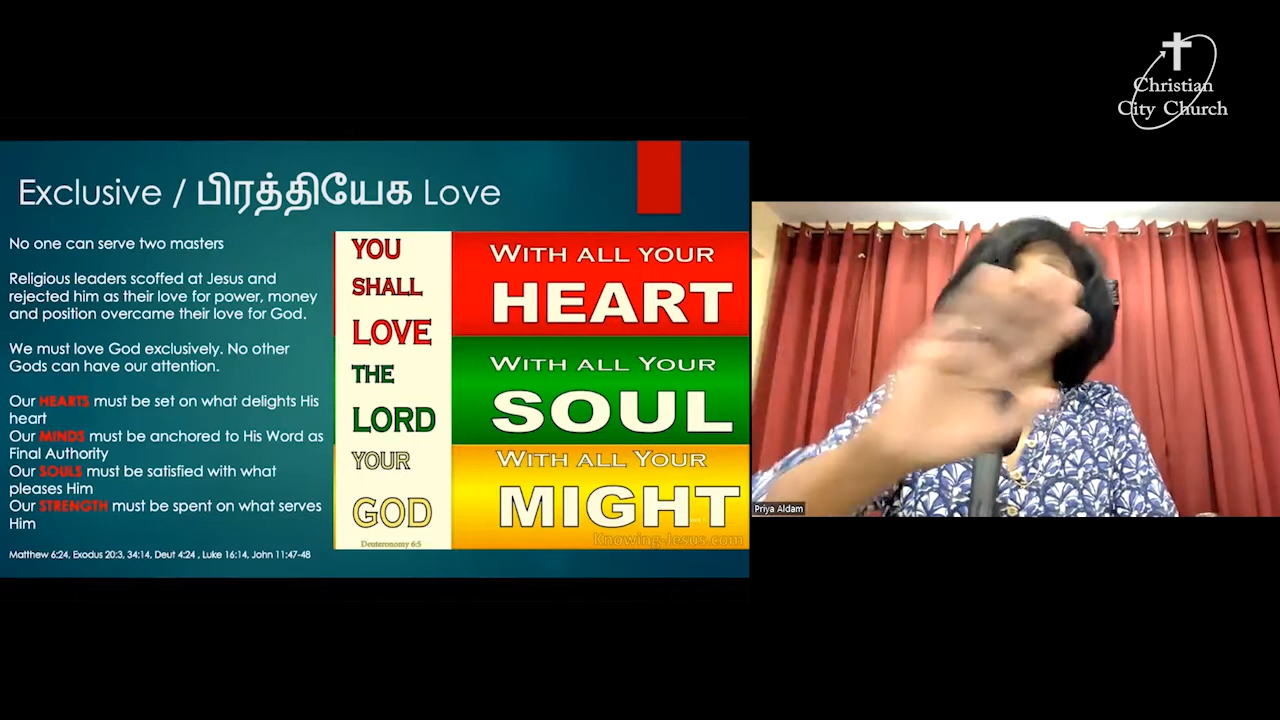 Christian
City Church
Exclusive / பிரத்தியேக Love
No one can serve two masters
Religious leaders scoffed at Jesus and
rejected him as their love for power, money
and position overcame their love for God.
We must love God exclusively. No other
Gods can have our attention.
Our HEARTS must be set on what delights His
heart
Our MINDS must be anchored to His Word as
Final Authority
Our SOULS must be satisfied with what
pleases Him
Our STRENGTH must be spent on what serves
Him
Matthew 6:24, Exodus 20:3, 34:14, Deut 4:24 , Luke 16:14, John 11:47-48
YOU
SHALL
LOVE
THE
LORD
YOUR
GOD
Deuteronomy 6:5
WITH ALL YOUR
HEART
WITH ALL YOUR
SOUL
WITH ALL YOUR
MIGHT
Knowing-Jesus.com
Priya Aldam